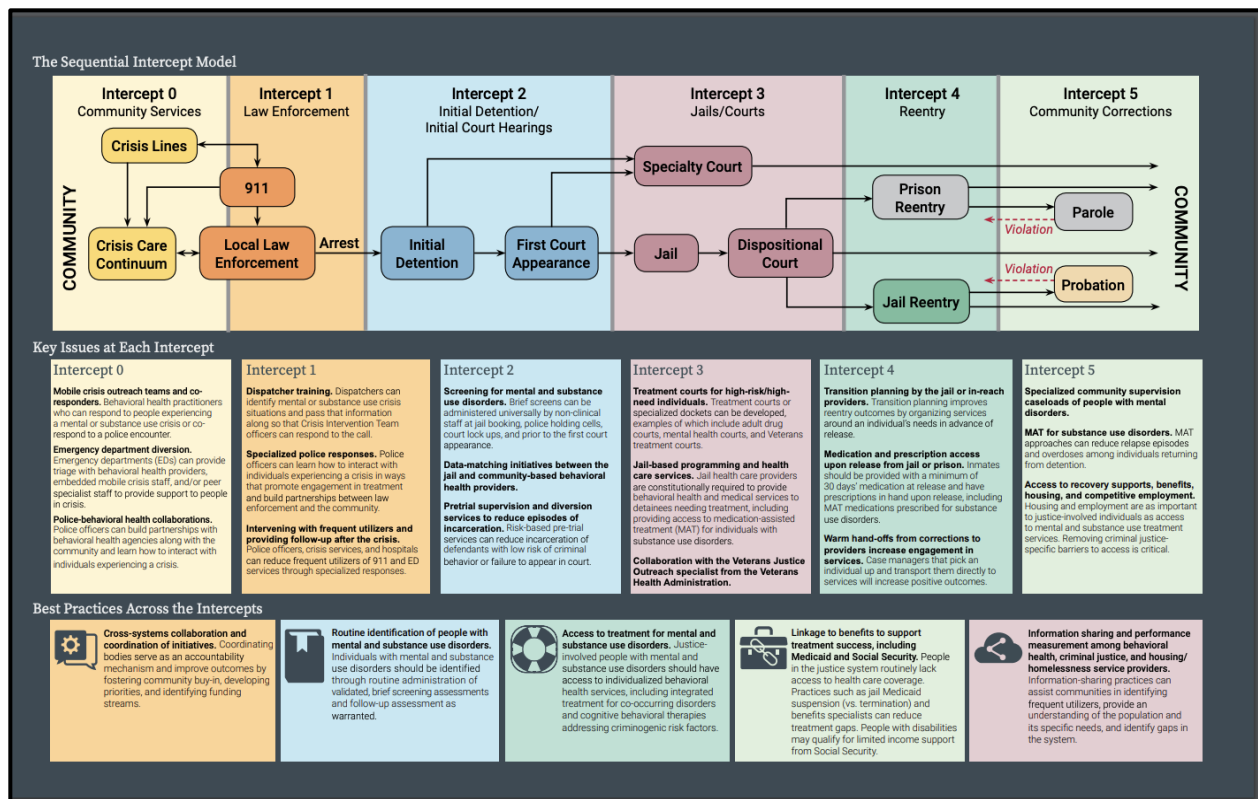 The Sequential Intercept Model
Intercept 0
Community Services
Intercept 1
Law Enforcement
Intercept 2
Initial Detention/
Initial Court Hearings
Intercept 3
Jails/Courts
Intercept 4
Reentry
Intercept 5
Community Corrections
COMMUNITY
Crisis Lines
911
Crisis Care
Continuum
Local Law
Enforcement
Arrest
Initial
Detention
First Court
Appearance
Specialty Court
Jail
Dispositional
Court
Prison
Reentry
Parole
Violation
Violation
Probation
Jail Reentry
COMMUNITY
Key Issues at Each Intercept
Intercept 0
Mobile crisis outreach teams and co-
responders. Behavioral health practitioners
who can respond to people experiencing
a mental or substance use crisis or co-
respond to a police encounter.
Emergency department diversion.
Emergency departments (EDs) can provide
triage with behavioral health providers,
embedded mobile crisis staff, and/or peer
specialist staff to provide support to people
in crisis.
Police-behavioral health collaborations.
Police officers can build partnerships with
behavioral health agencies along with the
community and learn how to interact with
individuals experiencing a crisis.
Intercept 1
Dispatcher training. Dispatchers can
identify mental or substance use crisis
situations and pass that information
along so that Crisis Intervention Team
officers can respond to the call.
Specialized police responses. Police
officers can learn how to interact with
individuals experiencing a crisis in ways
that promote engagement in treatment
and build partnerships between law
enforcement and the community.
Intervening with frequent utilizers and
providing follow-up after the crisis.
Police officers, crisis services, and hospitals
can reduce frequent utilizers of 911 and ED
services through specialized responses.
Intercept 2
Screening for mental and substance
use disorders. Brief screens can be
administered universally by non-clinical
staff at jail booking, police holding cells,
court lock ups, and prior to the first court
appearance.
Data-matching initiatives between the
jail and community-based behavioral
health providers.
Pretrial supervision and diversion
services to reduce episodes of
incarceration. Risk-based pre-trial
services can reduce incarceration of
defendants with low risk of criminal
behavior or failure to appear in court.
Intercept 3
Treatment courts for high-risk/high-
need individuals. Treatment courts or
specialized dockets can be developed,
examples of which include adult drug
courts, mental health courts, and Veterans
treatment courts.
Jail-based programming and health
care services. Jail health care providers
are constitutionally required to provide
behavioral health and medical services to
detainees needing treatment, including
providing access to medication-assisted
treatment (MAT) for individuals with
substance use disorders.
Collaboration with the Veterans Justice
Outreach specialist from the Veterans
Health Administration.
Intercept 4
Transition planning by the jail or in-reach
providers. Transition planning improves
reentry outcomes by organizing services
around an individual's needs in advance of
release.
Medication and prescription access
upon release from jail or prison. Inmates
should be provided with a minimum of
30 days' medication at release and have
prescriptions in hand upon release, including
MAT medications prescribed for substance
use disorders.
Warm hand-offs from corrections to
providers increase engagement in
services. Case managers that pick an
individual up and transport them directly to
services will increase positive outcomes.
Intercept 5
Specialized community supervision
caseloads of people with mental
disorders.
MAT for substance use disorders. MAT
approaches can reduce relapse episodes
and overdoses among individuals returning
from detention.
Access to recovery supports, benefits,
housing, and competitive employment.
Housing and employment are as important
to justice-involved individuals as access
to mental and substance use treatment
services. Removing criminal justice-
specific barriers to access is critical.
Best Practices Across the Intercepts
Cross-systems collaboration and
coordination of initiatives. Coordinating
bodies serve as an accountability
mechanism and improve outcomes by
fostering community buy-in, developing
priorities, and identifying funding
streams.
Routine identification of people with
mental and substance use disorders.
Individuals with mental and substance
use disorders should be identified
through routine administration of
validated, brief screening assessments
and follow-up assessment as
warranted.
Access to treatment for mental and
substance use disorders. Justice-
involved people with mental and
substance use disorders should have
access to individualized behavioral
health services, including integrated
treatment for co-occurring disorders
and cognitive behavioral therapies
addressing criminogenic risk factors.
Linkage to benefits to support
treatment success, including
Medicaid and Social Security. People
in the justice system routinely lack
access to health care coverage.
Practices such as jail Medicaid
suspension (vs. termination) and
benefits specialists can reduce
treatment gaps. People with disabilities
may qualify for limited income support
from Social Security.
Information sharing and performance
measurement among behavioral
health, criminal justice, and housing/
homelessness service providers.
Information-sharing practices can
assist communities in identifying
frequent utilizers, provide an
understanding of the population and
its specific needs, and identify gaps in
the system.